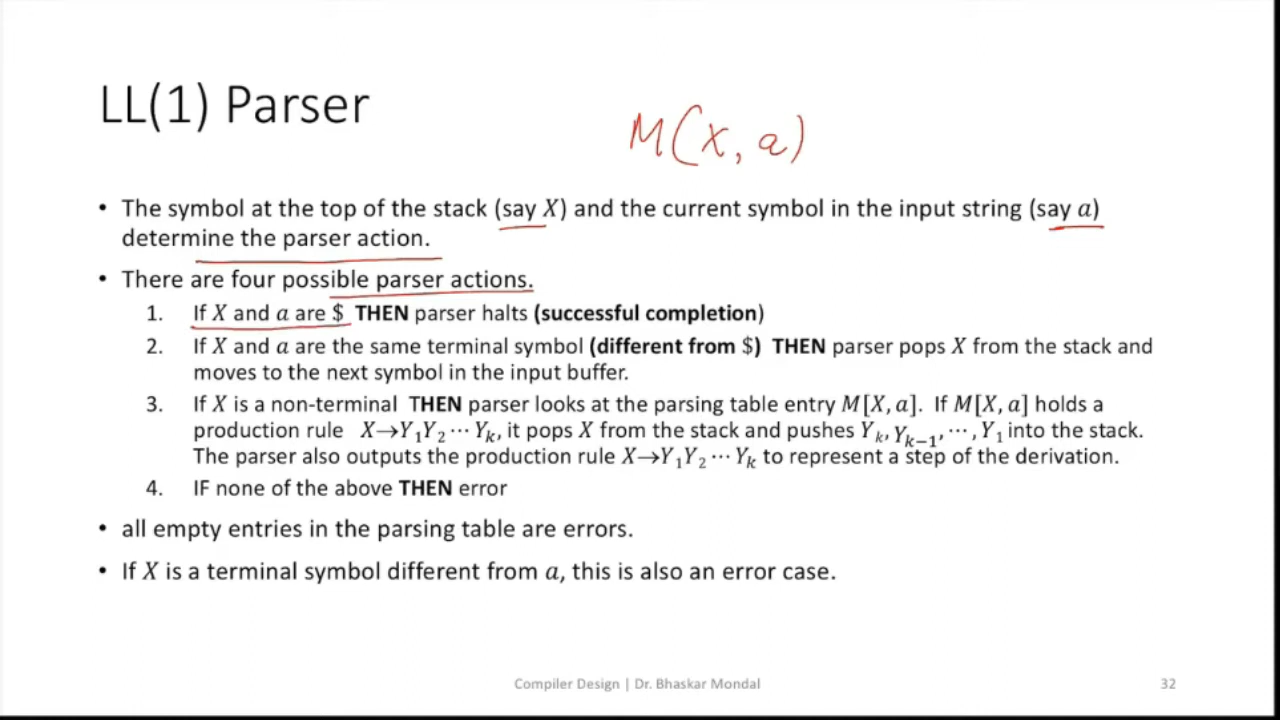 LL(1) Parser
M(X, a)
• The symbol at the top of the stack (say X) and the current symbol in the input string (say a)
determine the parser action.
• There are four possible parser actions.
1. If X and a are $ THEN parser halts (successful completion)
2. If X and a are the same terminal symbol (different from $) THEN parser pops X from the stack and
moves to the next symbol in the input buffer.
3. If X is a non-terminal THEN parser looks at the parsing table entry M[X, a]. If M[X, a] holds a
production rule X→Y₁Y₂ ⋯ Yₖ, it pops X from the stack and pushes Yₖ, Yₖ₋₁, ⋯ , Y₁ into the stack.
The parser also outputs the production rule X→Y₁Y₂ ⋯ Yₖ to represent a step of the derivation.
4. IF none of the above THEN error
• all empty entries in the parsing table are errors.
• If X is a terminal symbol different from a, this is also an error case.
Compiler Design | Dr. Bhaskar Mondal
32